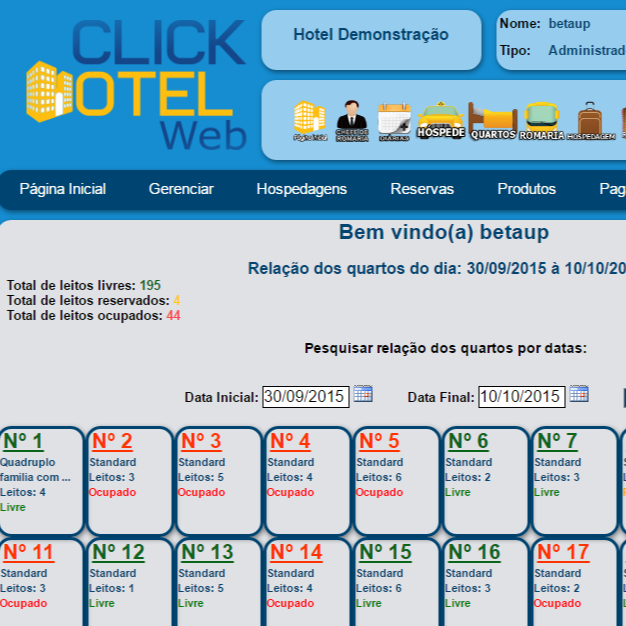 CLICK
HOTEL
Web
Hotel Demonstração
Nome: betaup
Tipo: Administrad
Página Inicial
CHEFE DE ROMARIA
DIÁRIAS
HÓSPEDE
QUARTOS
ROMARIA
HOSPEDAGEM
Página Inicial Gerenciar Hospedagens Reservas Produtos Pag
Bem vindo(a) betaup
Relação dos quartos do dia: 30/09/2015 à 10/10/20
Total de leitos livres: 195
Total de leitos reservados: 4
Total de leitos ocupados: 44
Pesquisar relação dos quartos por datas:
Data Inicial: 30/09/2015 Data Final: 10/10/2015
Nº 1
Quadruplo
familia com ...
Leitos: 4
Livre
Nº 2
Standard
Leitos: 3
Ocupado
Nº 3
Standard
Leitos: 5
Ocupado
Nº 4
Standard
Leitos: 4
Ocupado
Nº 5
Standard
Leitos: 6
Ocupado
Nº 6
Standard
Leitos: 2
Livre
Nº 7
Standard
Leitos: 3
Livre
Nº 11
Standard
Leitos: 3
Ocupado
Nº 12
Standard
Leitos: 1
Livre
Nº 13
Standard
Leitos: 5
Livre
Nº 14
Standard
Leitos: 4
Ocupado
Nº 15
Standard
Leitos: 6
Livre
Nº 16
Standard
Leitos: 3
Livre
Nº 17
Standard
Leitos: 2
Ocupado